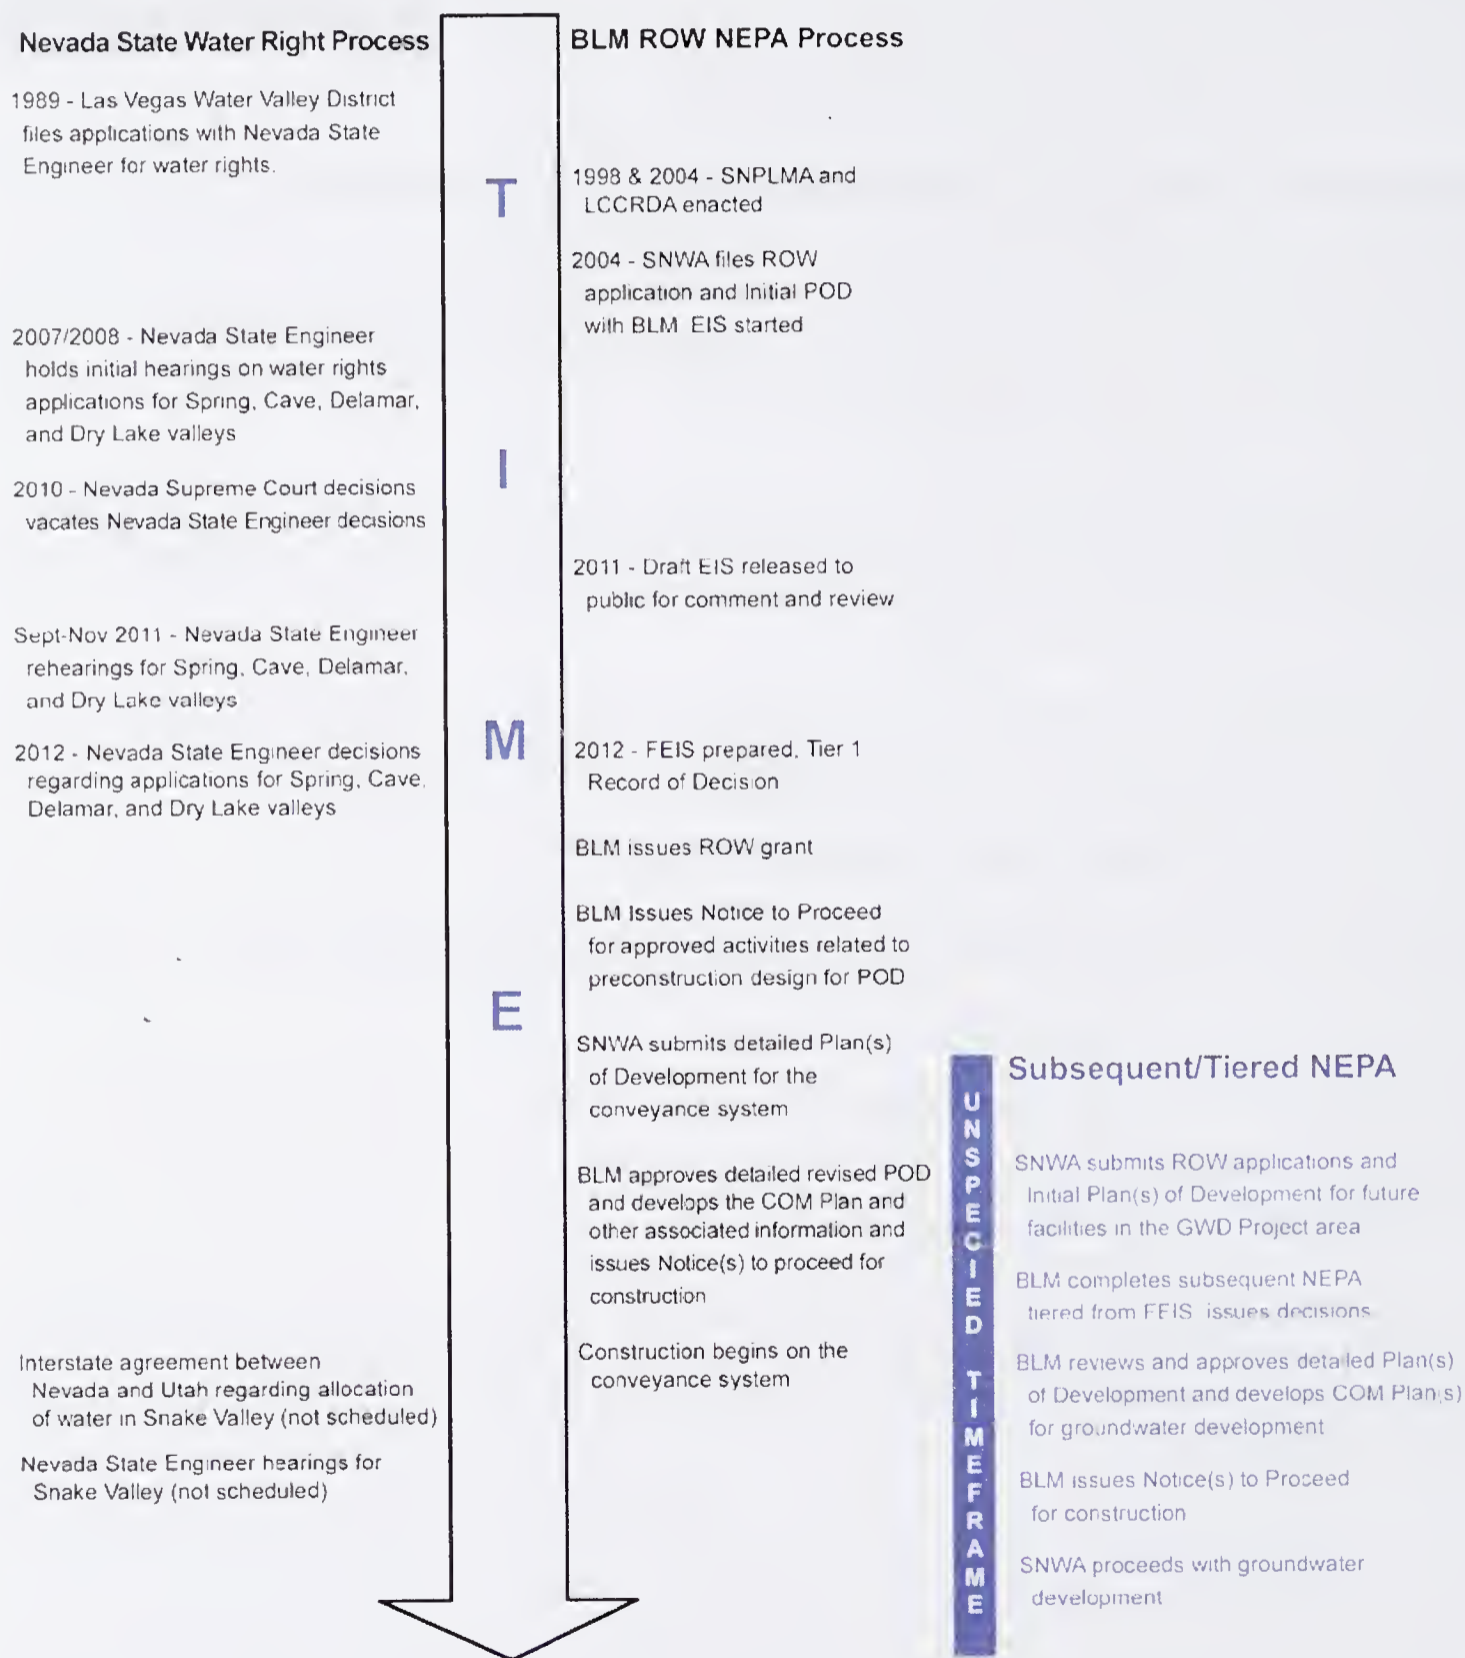 Nevada State Water Right Process
1989 - Las Vegas Water Valley District
files applications with Nevada State
Engineer for water rights.
2007/2008 - Nevada State Engineer
holds initial hearings on water rights
applications for Spring, Cave, Delamar,
and Dry Lake valleys
2010 - Nevada Supreme Court decisions
vacates Nevada State Engineer decisions
Sept-Nov 2011 - Nevada State Engineer
rehearings for Spring, Cave, Delamar,
and Dry Lake valleys
2012 - Nevada State Engineer decisions
regarding applications for Spring, Cave,
Delamar, and Dry Lake valleys
Interstate agreement between
Nevada and Utah regarding allocation
of water in Snake Valley (not scheduled)
Nevada State Engineer hearings for
Snake Valley (not scheduled)
T
I
M
E
BLM ROW NEPA Process
1998 & 2004 - SNPLMA and
LCCRDA enacted
2004 - SNWA files ROW
application and Initial POD
with BLM EIS started
2011 - Draft EIS released to
public for comment and review
2012 - FEIS prepared, Tier 1
Record of Decision
BLM issues ROW grant
BLM Issues Notice to Proceed
for approved activities related to
preconstruction design for POD
SNWA submits detailed Plan(s)
of Development for the
conveyance system
BLM approves detailed revised POD
and develops the COM Plan and
other associated information and
issues Notice(s) to proceed for
construction
Construction begins on the
conveyance system
UNSPECIFIED TIMEFRAME
Subsequent/Tiered NEPA
SNWA submits ROW applications and
Initial Plan(s) of Development for future
facilities in the GWD Project area
BLM completes subsequent NEPA
tiered from FEIS issues decisions
BLM reviews and approves detailed Plan(s)
of Development and develops COM Plan(s)
for groundwater development
BLM issues Notice(s) to Proceed
for construction
SNWA proceeds with groundwater
development